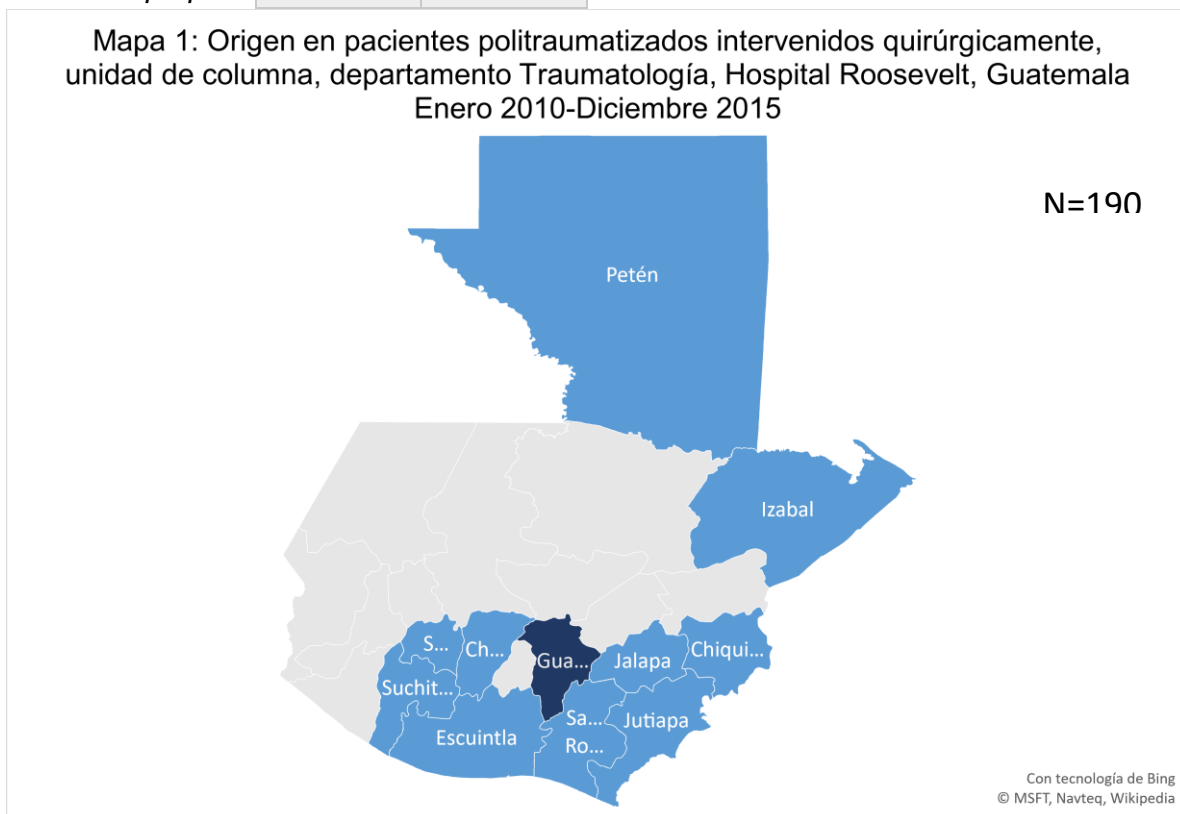 Mapa 1: Origen en pacientes politraumatizados intervenidos quirúrgicamente,
unidad de columna, departamento Traumatología, Hospital Roosevelt, Guatemala
Enero 2010-Diciembre 2015
N=190
Petén
Izabal
S...
Ch...
Gua...
Jalapa
Chiqui...
Suchit...
Escuintla
Sa...
Ro...
Jutiapa
Con tecnología de Bing
© MSFT, Navteq, Wikipedia